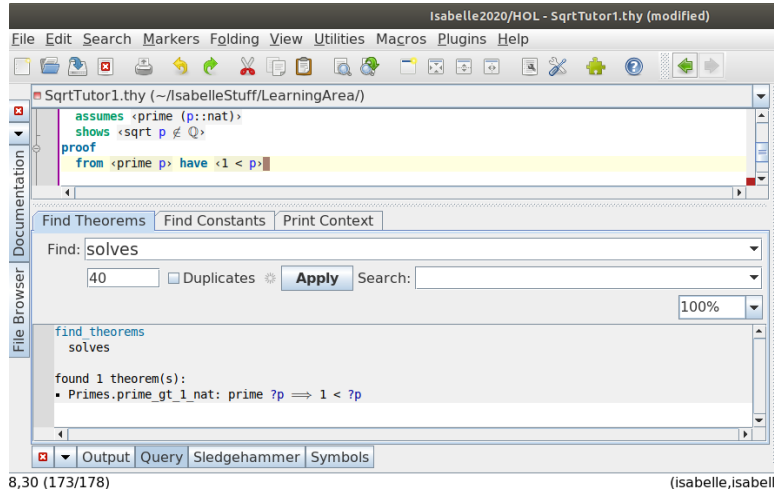 Isabelle2020/HOL - SqrtTutor1.thy (modified)
File Edit Search Markers Folding View Utilities Macros Plugins Help
SqrtTutor1.thy (~/IsabelleStuff/LearningArea/)
assumes ‹prime (p::nat)›
shows ‹sqrt p ∉ ℚ›
proof
from ‹prime p› have ‹1 < p›
Documentation
File Browser
Find Theorems Find Constants Print Context
Find: solves
40 Duplicates Apply Search:
100%
find_theorems
solves
found 1 theorem(s):
▪ Primes.prime_gt_1_nat: prime ?p ⟹ 1 < ?p
Output Query Sledgehammer Symbols
8,30 (173/178) (isabelle,isabell